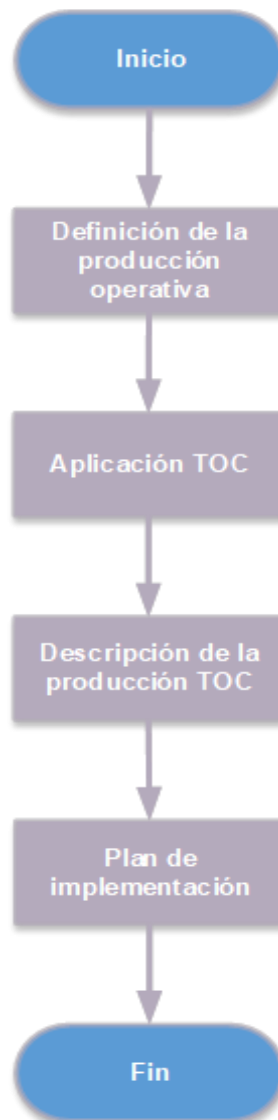 Inicio
Definición de la
producción
operativa
Aplicación TOC
Descripción de la
producción TOC
Plan de
implementación
Fin